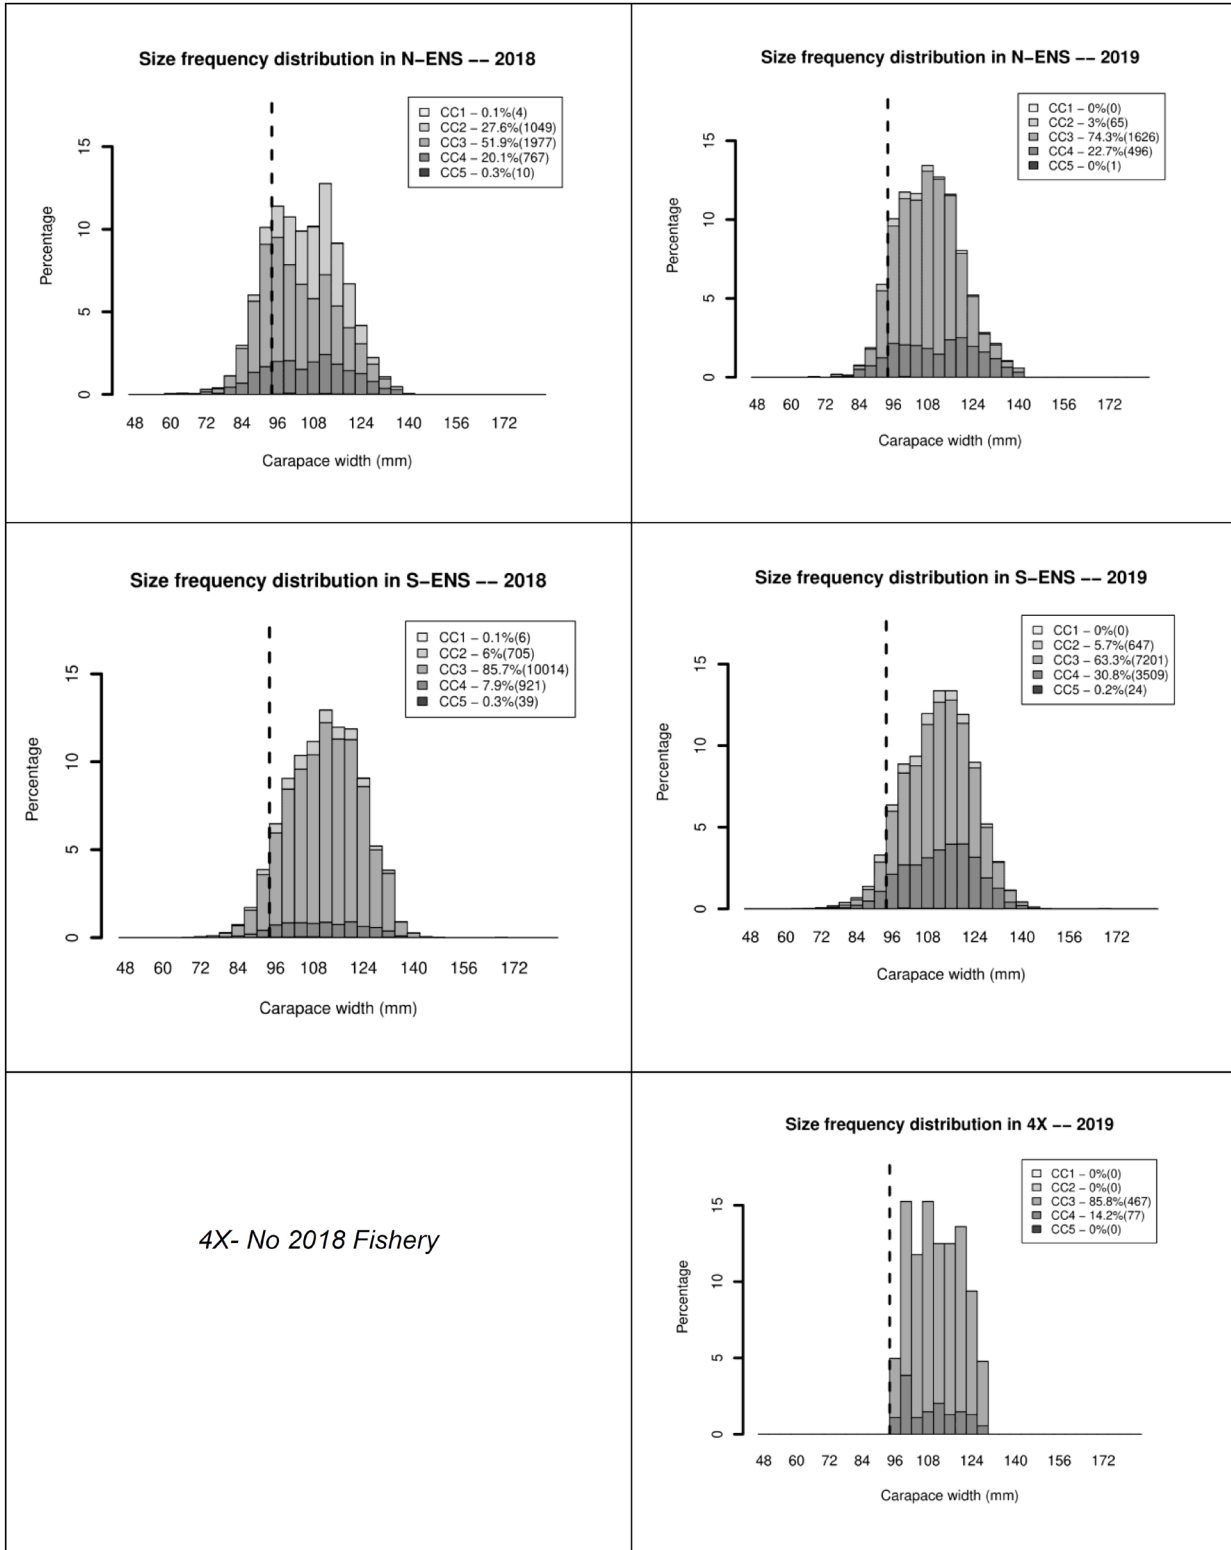 Size frequency distribution in N−ENS −− 2018
CC1 − 0.1%(4)
CC2 − 27.6%(1049)
CC3 − 51.9%(1977)
CC4 − 20.1%(767)
CC5 − 0.3%(10)
15
10
5
0
Percentage
48 60 72 84 96 108 124 140 156 172
Carapace width (mm)
Size frequency distribution in N−ENS −− 2019
CC1 − 0%(0)
CC2 − 3%(65)
CC3 − 74.3%(1626)
CC4 − 22.7%(496)
CC5 − 0%(1)
15
10
5
0
Percentage
48 60 72 84 96 108 124 140 156 172
Carapace width (mm)
Size frequency distribution in S−ENS −− 2018
CC1 − 0.1%(6)
CC2 − 6%(705)
CC3 − 85.7%(10014)
CC4 − 7.9%(921)
CC5 − 0.3%(39)
15
10
5
0
Percentage
48 60 72 84 96 108 124 140 156 172
Carapace width (mm)
Size frequency distribution in S−ENS −− 2019
CC1 − 0%(0)
CC2 − 5.7%(647)
CC3 − 63.3%(7201)
CC4 − 30.8%(3509)
CC5 − 0.2%(24)
15
10
5
0
Percentage
48 60 72 84 96 108 124 140 156 172
Carapace width (mm)
4X- No 2018 Fishery
Size frequency distribution in 4X −− 2019
CC1 − 0%(0)
CC2 − 0%(0)
CC3 − 85.8%(467)
CC4 − 14.2%(77)
CC5 − 0%(0)
15
10
5
0
Percentage
48 60 72 84 96 108 124 140 156 172
Carapace width (mm)